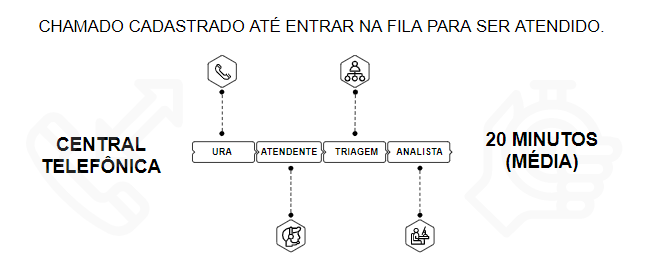 CHAMADO CADASTRADO ATÉ ENTRAR NA FILA PARA SER ATENDIDO.
CENTRAL
TELEFÔNICA
URA
ATENDENTE
TRIAGEM
ANALISTA
20 MINUTOS
(MÉDIA)